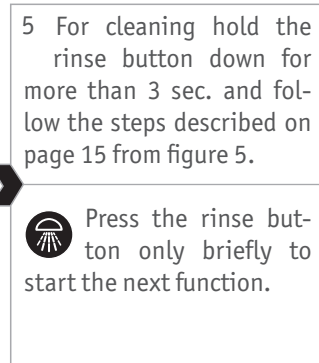 5 For cleaning hold the
rinse button down for
more than 3 sec. and fol-
low the steps described on
page 15 from figure 5.
Press the rinse but-
ton only briefly to
start the next function.